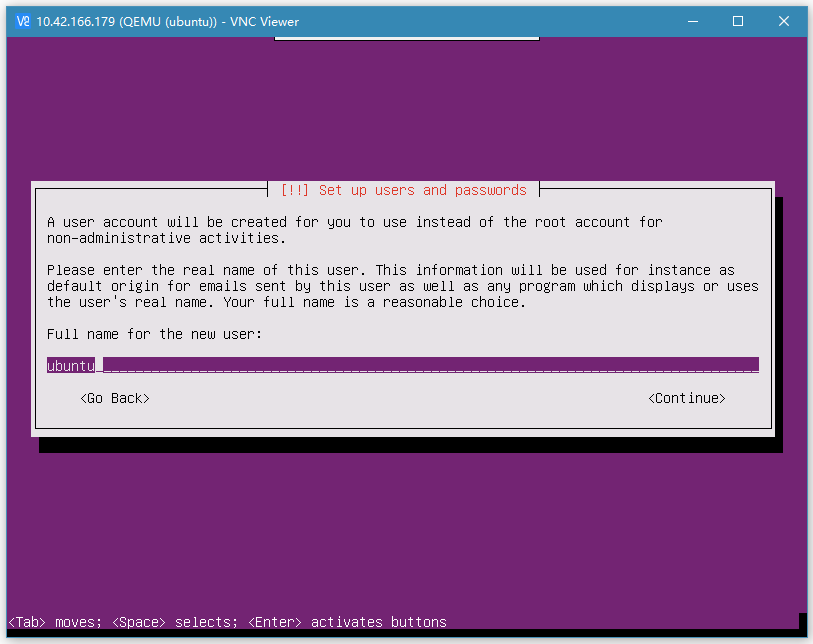 10.42.166.179 (QEMU (ubuntu)) - VNC Viewer
[!!] Set up users and passwords
A user account will be created for you to use instead of the root account for
non-administrative activities.
Please enter the real name of this user. This information will be used for instance as
default origin for emails sent by this user as well as any program which displays or uses
the user's real name. Your full name is a reasonable choice.
Full name for the new user:
ubuntu
<Go Back> <Continue>
<Tab> moves; <Space> selects; <Enter> activates buttons